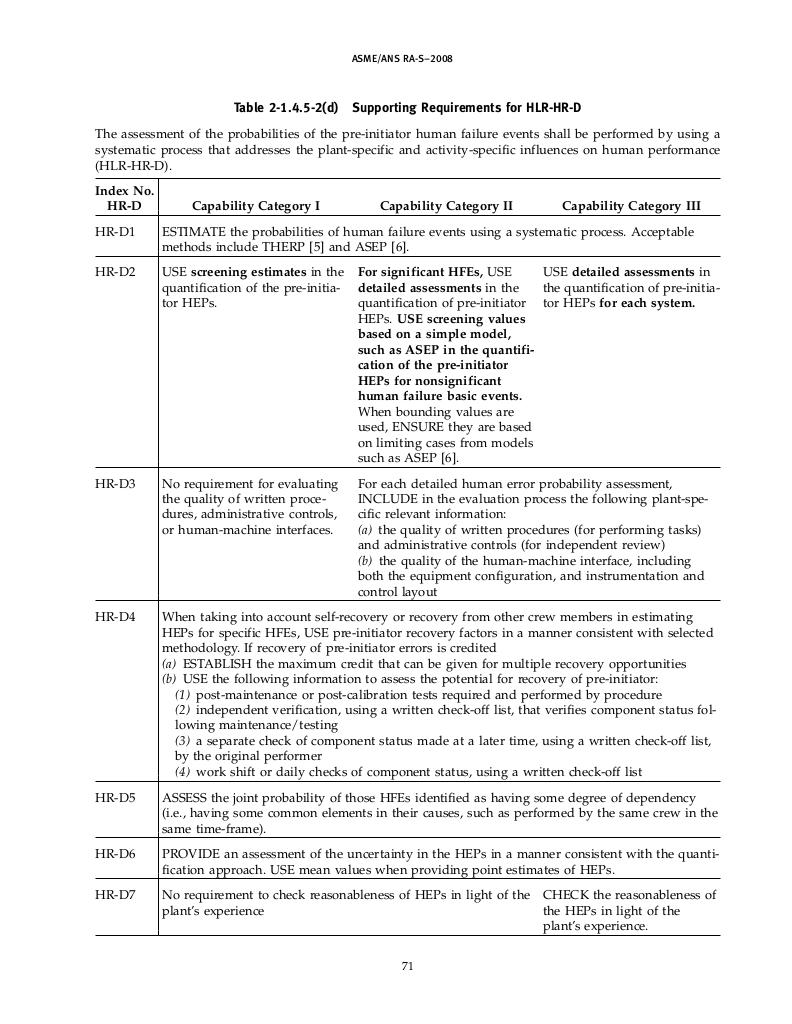 ASME/ANS RA-S–2008
Table 2-1.4.5-2(d) Supporting Requirements for HLR-HR-D
The assessment of the probabilities of the pre-initiator human failure events shall be performed by using a
systematic process that addresses the plant-specific and activity-specific influences on human performance
(HLR-HR-D).
Index No.
HR-D
Capability Category I
Capability Category II
Capability Category III
HR-D1
ESTIMATE the probabilities of human failure events using a systematic process. Acceptable
methods include THERP [5] and ASEP [6].
HR-D2
USE screening estimates in the
quantification of the pre-initia-
tor HEPs.
For significant HFEs, USE
detailed assessments in the
quantification of pre-initiator
HEPs. USE screening values
based on a simple model,
such as ASEP in the quantifi-
cation of the pre-initiator
HEPs for nonsignificant
human failure basic events.
When bounding values are
used, ENSURE they are based
on limiting cases from models
such as ASEP [6].
USE detailed assessments in
the quantification of pre-initia-
tor HEPs for each system.
HR-D3
No requirement for evaluating
the quality of written proce-
dures, administrative controls,
or human-machine interfaces.
For each detailed human error probability assessment,
INCLUDE in the evaluation process the following plant-spe-
cific relevant information:
(a) the quality of written procedures (for performing tasks)
and administrative controls (for independent review)
(b) the quality of the human-machine interface, including
both the equipment configuration, and instrumentation and
control layout
HR-D4
When taking into account self-recovery or recovery from other crew members in estimating
HEPs for specific HFEs, USE pre-initiator recovery factors in a manner consistent with selected
methodology. If recovery of pre-initiator errors is credited
(a) ESTABLISH the maximum credit that can be given for multiple recovery opportunities
(b) USE the following information to assess the potential for recovery of pre-initiator:
(1) post-maintenance or post-calibration tests required and performed by procedure
(2) independent verification, using a written check-off list, that verifies component status fol-
lowing maintenance/testing
(3) a separate check of component status made at a later time, using a written check-off list,
by the original performer
(4) work shift or daily checks of component status, using a written check-off list
HR-D5
ASSESS the joint probability of those HFEs identified as having some degree of dependency
(i.e., having some common elements in their causes, such as performed by the same crew in the
same time-frame).
HR-D6
PROVIDE an assessment of the uncertainty in the HEPs in a manner consistent with the quanti-
fication approach. USE mean values when providing point estimates of HEPs.
HR-D7
No requirement to check reasonableness of HEPs in light of the
plant's experience
CHECK the reasonableness of
the HEPs in light of the
plant's experience.
71